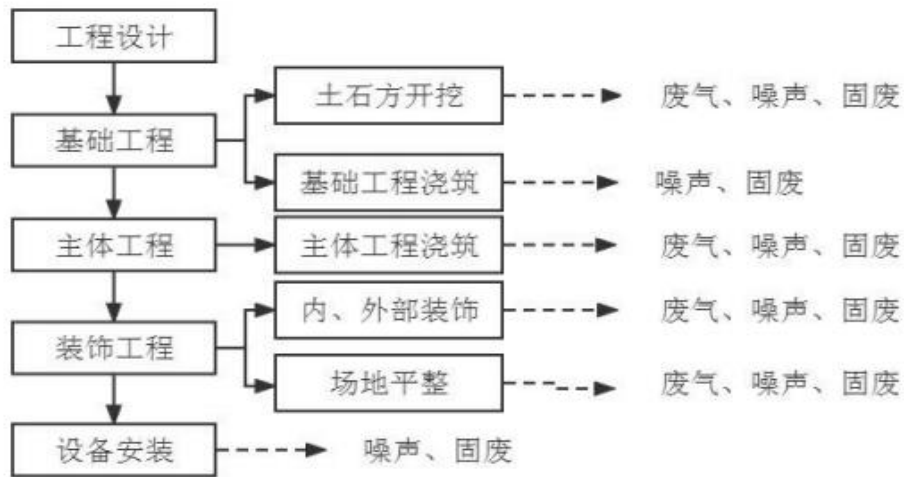 工程设计
土石方开挖
废气、噪声、固废
基础工程
基础工程浇筑
噪声、固废
主体工程
主体工程浇筑
废气、噪声、固废
内、外部装饰
废气、噪声、固废
装饰工程
场地平整
废气、噪声、固废
设备安装
噪声、固废